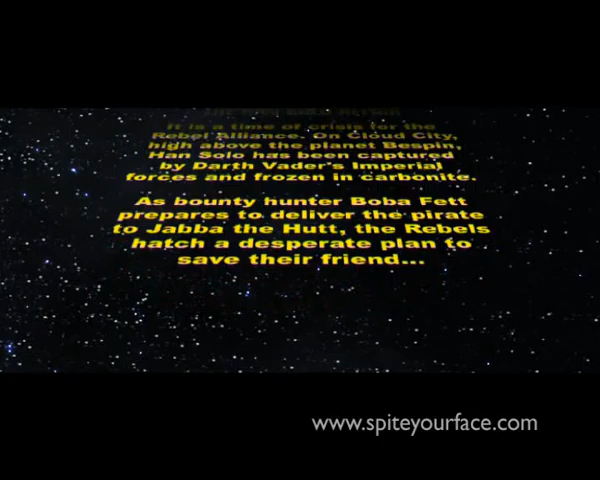 It is a time of crisis for the
Rebel Alliance. On Cloud City,
high above the planet Bespin,
Han Solo has been captured
by Darth Vader's Imperial
forces and frozen in carbonite.
As bounty hunter Boba Fett
prepares to deliver the pirate
to Jabba the Hutt, the Rebels
hatch a desperate plan to
save their friend...
www.spiteyourface.com